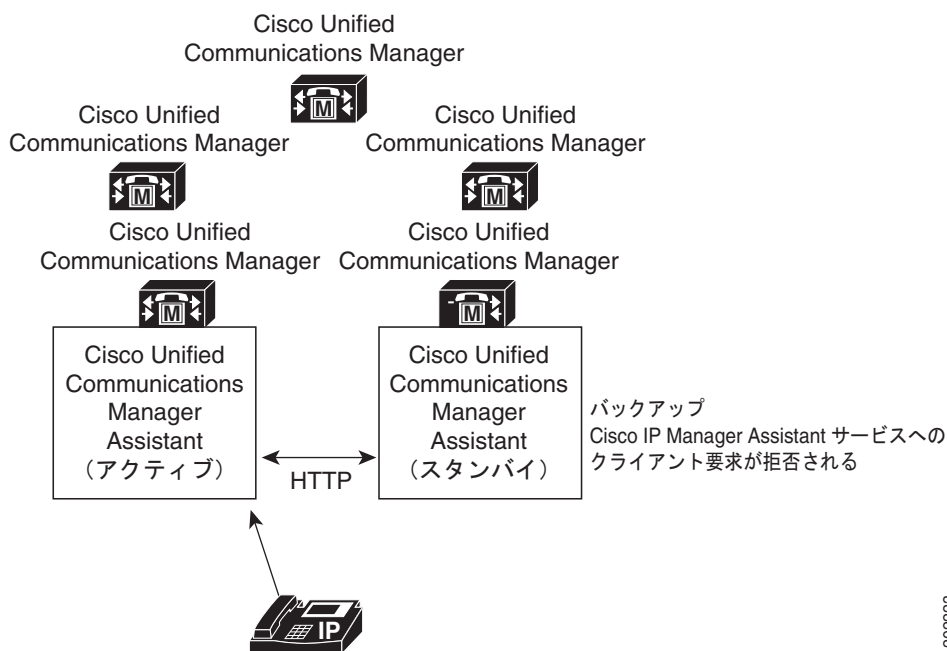 Cisco Unified
Communications Manager
M
Cisco Unified
Communications Manager
M
Cisco Unified
Communications Manager
M
Cisco Unified
Communications Manager
M
Cisco Unified
Communications Manager
M
Cisco Unified
Communications
Manager
Assistant
（アクティブ）
HTTP
Cisco Unified
Communications
Manager
Assistant
（スタンバイ）
バックアップ
Cisco IP Manager Assistant サービスへの
クライアント要求が拒否される
IP